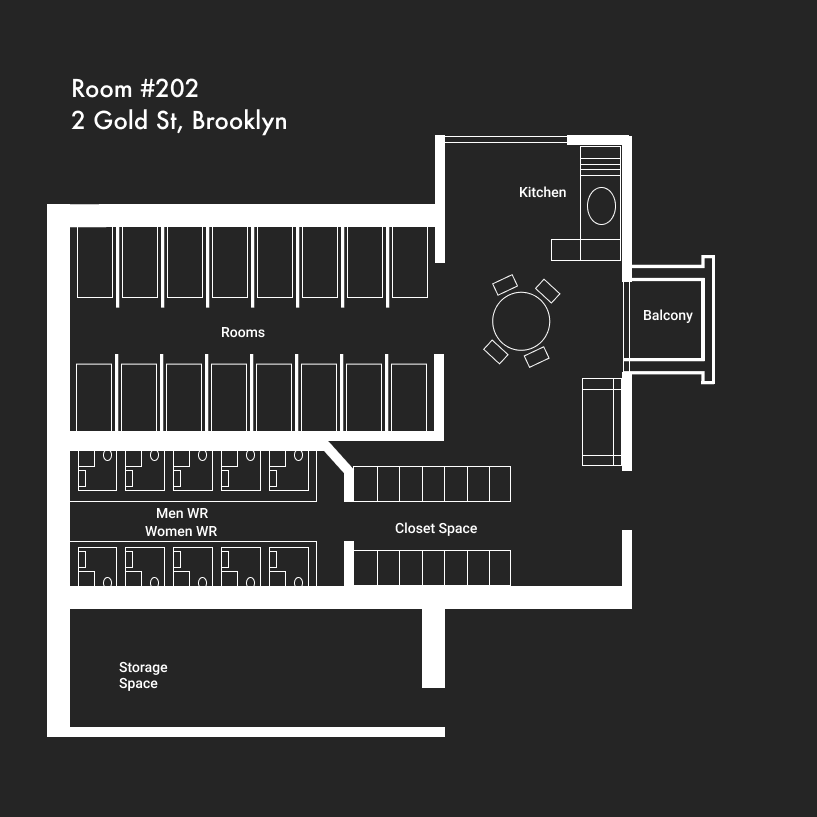 Room #202
2 Gold St, Brooklyn
Kitchen
Balcony
Rooms
Men WR
Women WR
Closet Space
Storage
Space